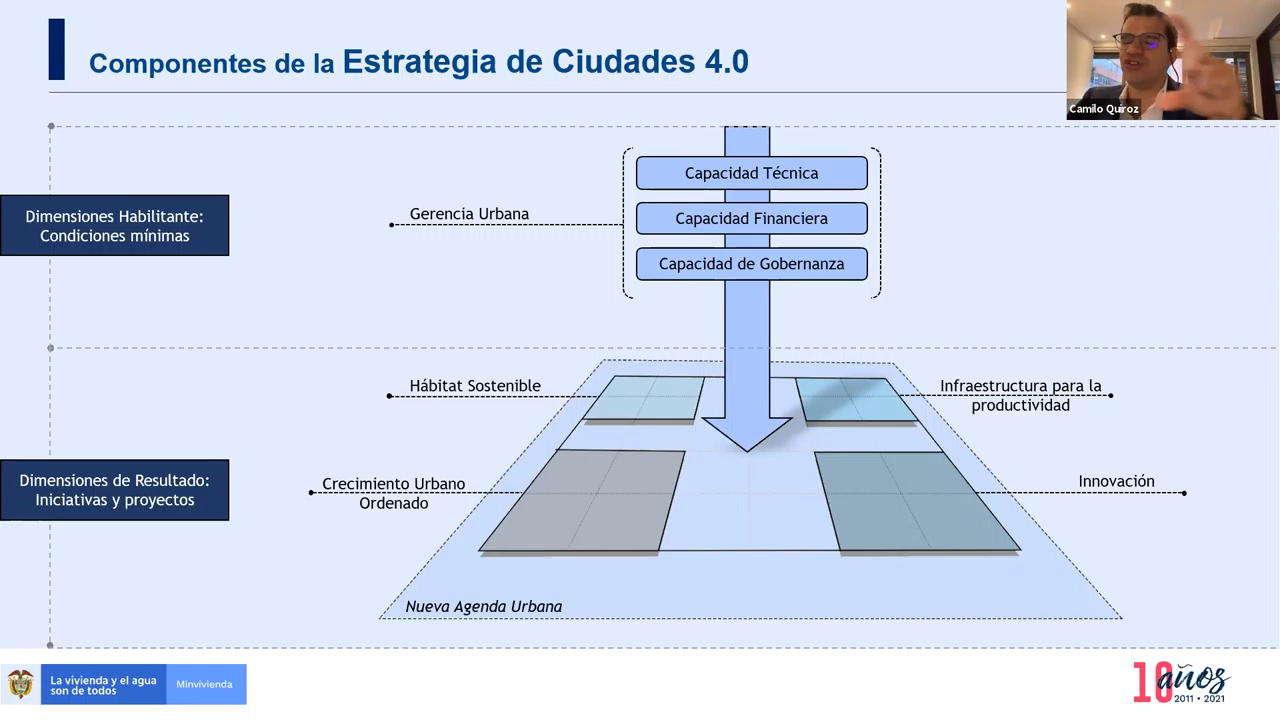 Componentes de la Estrategia de Ciudades 4.0
Camilo Quiroz
Capacidad Técnica
Dimensiones Habilitante:
Condiciones mínimas
Gerencia Urbana
Capacidad Financiera
Capacidad de Gobernanza
Hábitat Sostenible
Infraestructura para la
productividad
Dimensiones de Resultado:
Iniciativas y proyectos
Crecimiento Urbano
Ordenado
Innovación
Nueva Agenda Urbana
La vivienda y el agua
son de todos
Minvivienda
10 años
2011 • 2021